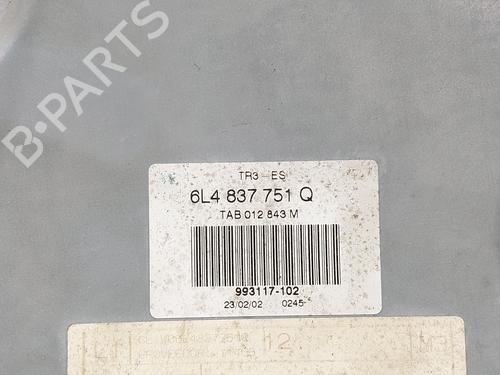 B-PARTS
TR3-ES
6L4 837 751 Q
TAB 012 843 M
993117-102
23/02/02 0245
12